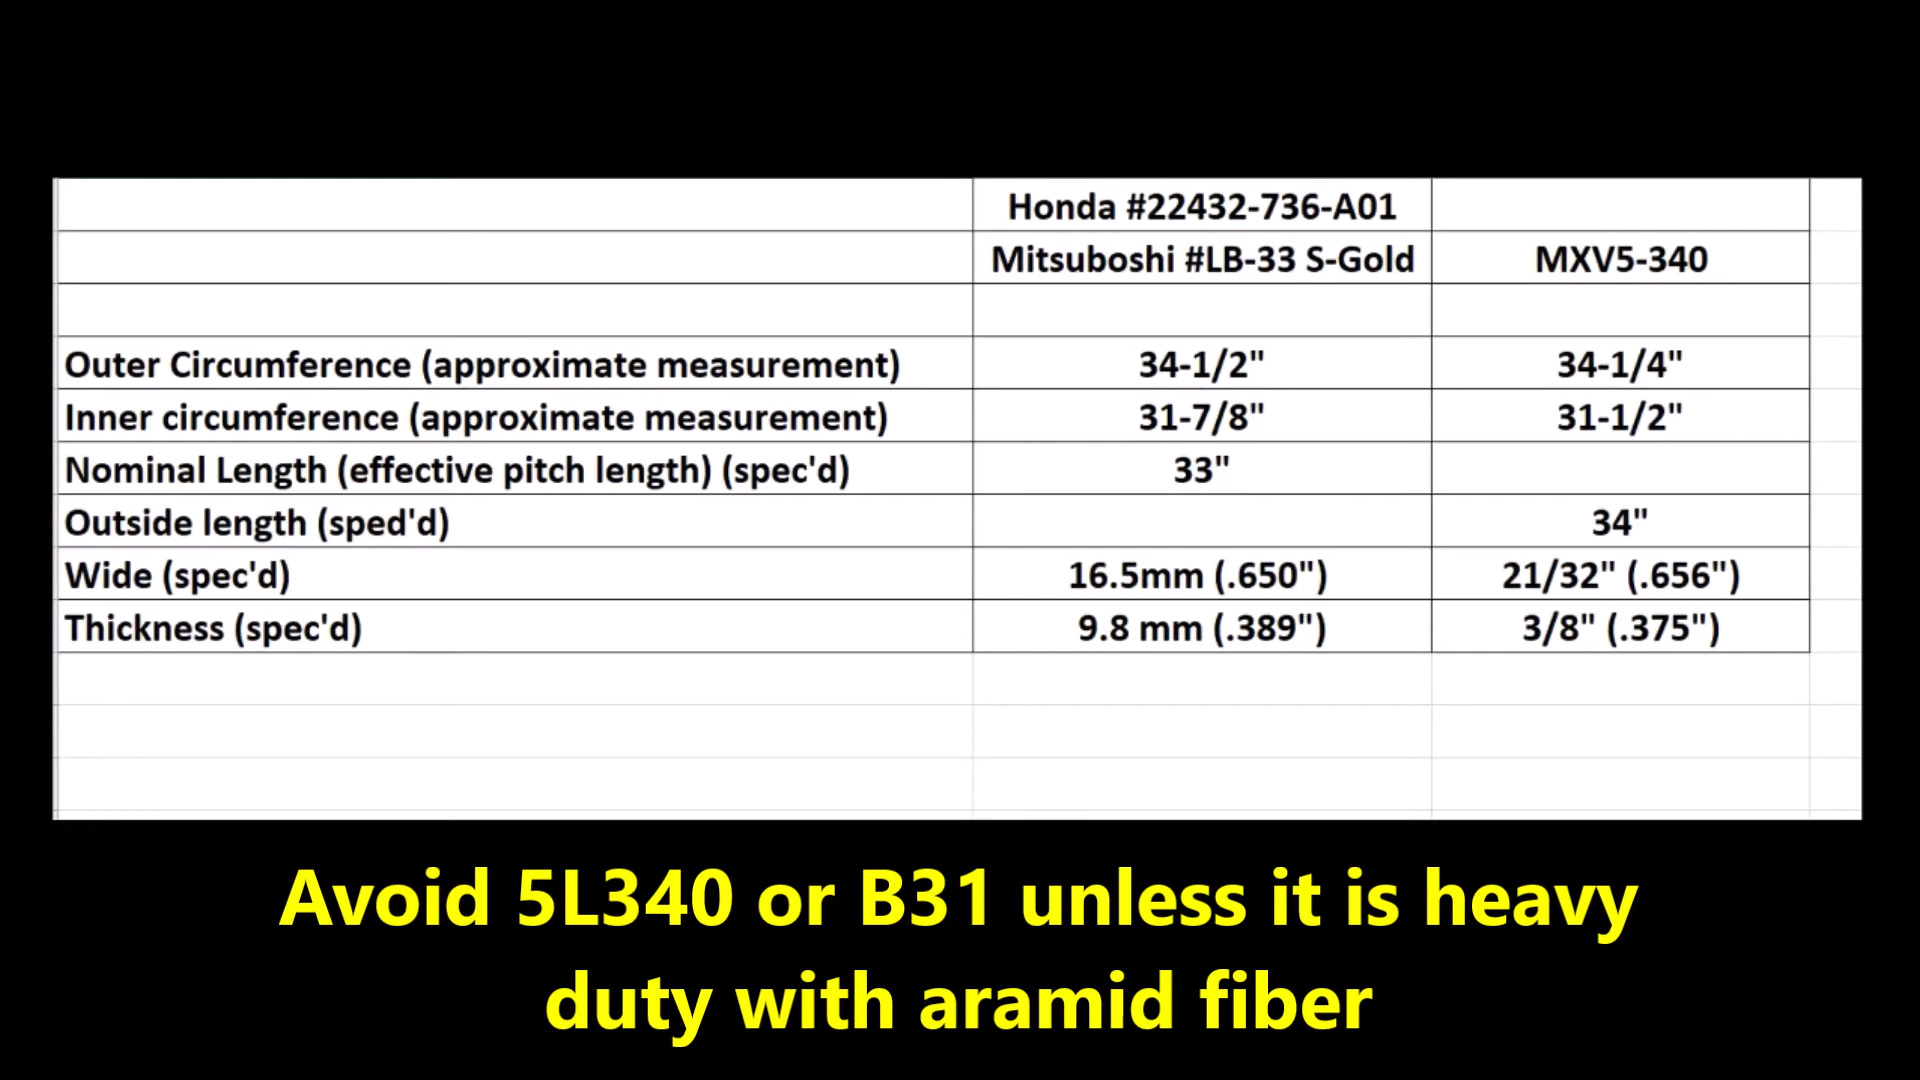 Honda #22432-736-A01
Mitsuboshi #LB-33 S-Gold MXV5-340
Outer Circumference (approximate measurement) 34-1/2" 34-1/4"
Inner circumference (approximate measurement) 31-7/8" 31-1/2"
Nominal Length (effective pitch length) (spec'd) 33"
Outside length (sped'd) 34"
Wide (spec'd) 16.5mm (.650") 21/32" (.656")
Thickness (spec'd) 9.8 mm (.389") 3/8" (.375")
Avoid 5L340 or B31 unless it is heavy
duty with aramid fiber